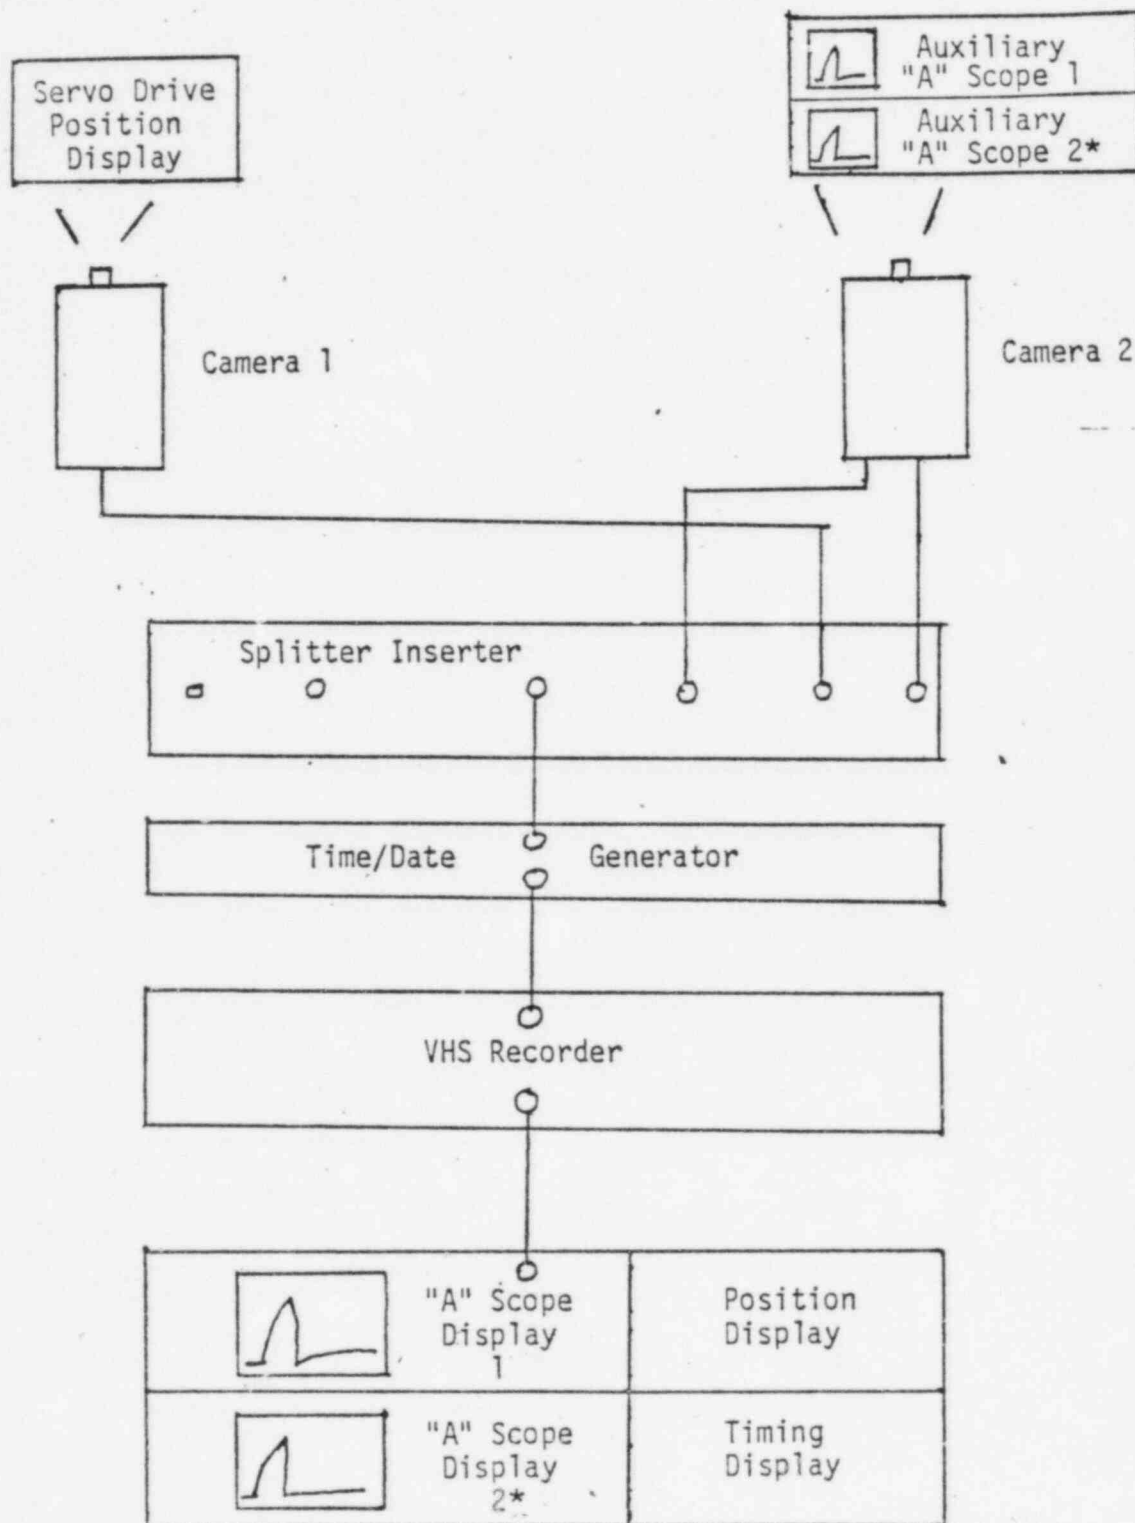 Servo Drive
Position
Display
Auxiliary
"A" Scope 1
Auxiliary
"A" Scope 2*
Camera 1
Camera 2
Splitter Inserter
Time/Date Generator
VHS Recorder
"A" Scope
Display
1
Position
Display
"A" Scope
Display
2*
Timing
Display